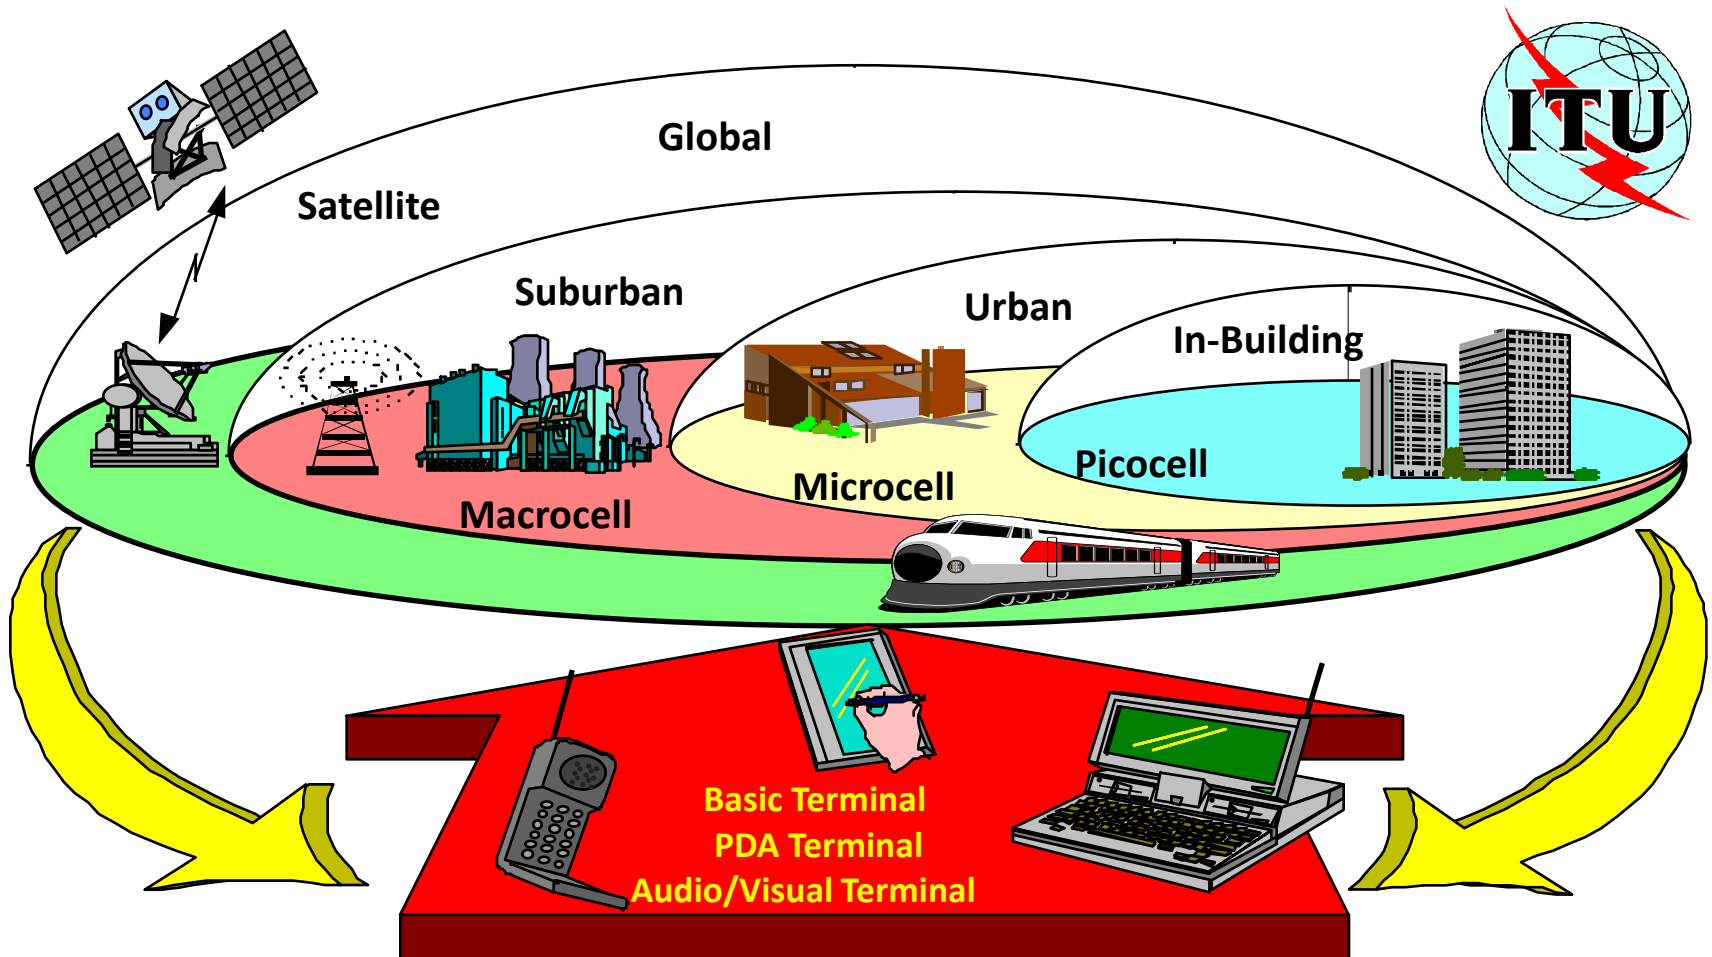 ITU
Global
Satellite
Suburban
Urban
In-Building
Picocell
Microcell
Macrocell
Basic Terminal
PDA Terminal
Audio/Visual Terminal